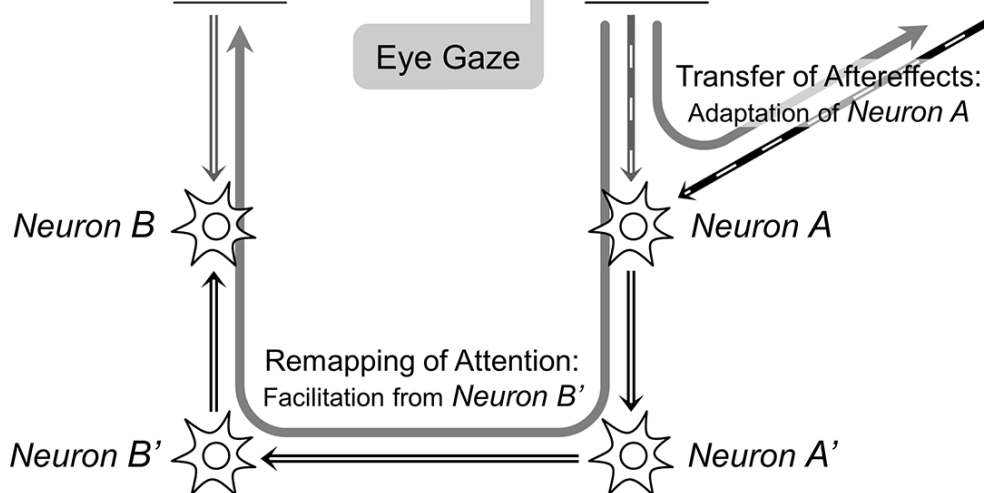 Eye Gaze
Transfer of Aftereffects:
Adaptation of Neuron A
Neuron B
Neuron A
Remapping of Attention:
Facilitation from Neuron B’
Neuron B’
Neuron A’